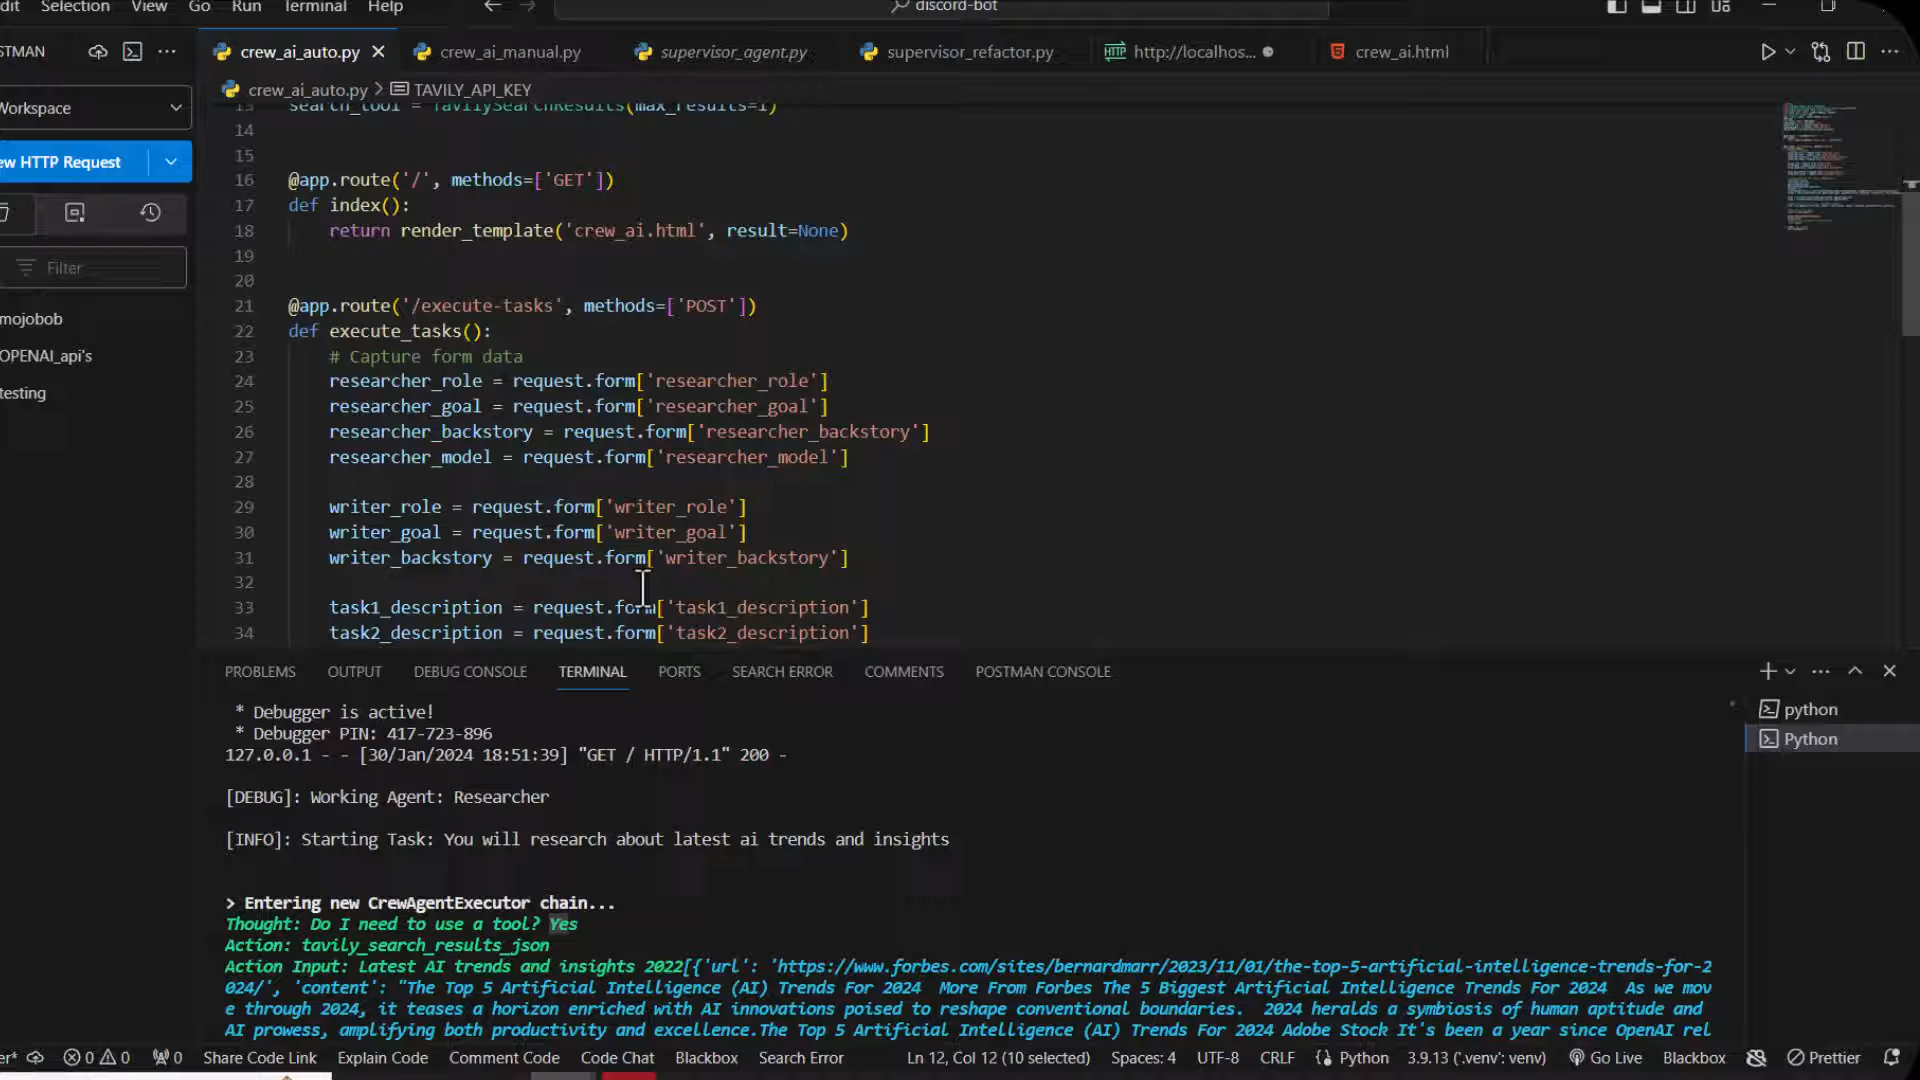 dit Selection View Go Run Terminal Help
discord-bot
STMAN
crew_ai_auto.py crew_ai_manual.py supervisor_agent.py supervisor_refactor.py http://localhos... crew_ai.html
crew_ai_auto.py > TAVILY_API_KEY
Workspace
ew HTTP Request
Filter
mojobob
OPENAI_api's
testing
13 search_tool = TavilySearchResults(max_results=1)
14
15
16 @app.route('/', methods=['GET'])
17 def index():
18 return render_template('crew_ai.html', result=None)
19
20
21 @app.route('/execute-tasks', methods=['POST'])
22 def execute_tasks():
23 # Capture form data
24 researcher_role = request.form['researcher_role']
25 researcher_goal = request.form['researcher_goal']
26 researcher_backstory = request.form['researcher_backstory']
27 researcher_model = request.form['researcher_model']
28
29 writer_role = request.form['writer_role']
30 writer_goal = request.form['writer_goal']
31 writer_backstory = request.form['writer_backstory']
32
33 task1_description = request.form['task1_description']
34 task2_description = request.form['task2_description']
PROBLEMS OUTPUT DEBUG CONSOLE TERMINAL PORTS SEARCH ERROR COMMENTS POSTMAN CONSOLE
python
Python
* Debugger is active!
* Debugger PIN: 417-723-896
127.0.0.1 - - [30/Jan/2024 18:51:39] "GET / HTTP/1.1" 200 -
[DEBUG]: Working Agent: Researcher
[INFO]: Starting Task: You will research about latest ai trends and insights
> Entering new CrewAgentExecutor chain...
Thought: Do I need to use a tool? Yes
Action: tavily_search_results_json
Action Input: Latest AI trends and insights 2022[{'url': 'https://www.forbes.com/sites/bernardmarr/2023/11/01/the-top-5-artificial-intelligence-trends-for-2
024/', 'content': "The Top 5 Artificial Intelligence (AI) Trends For 2024 More From Forbes The 5 Biggest Artificial Intelligence Trends For 2024 As we mov
e through 2024, it teases a horizon enriched with AI innovations poised to reshape conventional boundaries. 2024 heralds a symbiosis of human aptitude and
AI prowess, amplifying both productivity and excellence.The Top 5 Artificial Intelligence (AI) Trends For 2024 Adobe Stock It's been a year since OpenAI rel
er* 0 0 0 Share Code Link Explain Code Comment Code Code Chat Blackbox Search Error Ln 12, Col 12 (10 selected) Spaces: 4 UTF-8 CRLF Python 3.9.13 ('.venv': venv) Go Live Blackbox Prettier